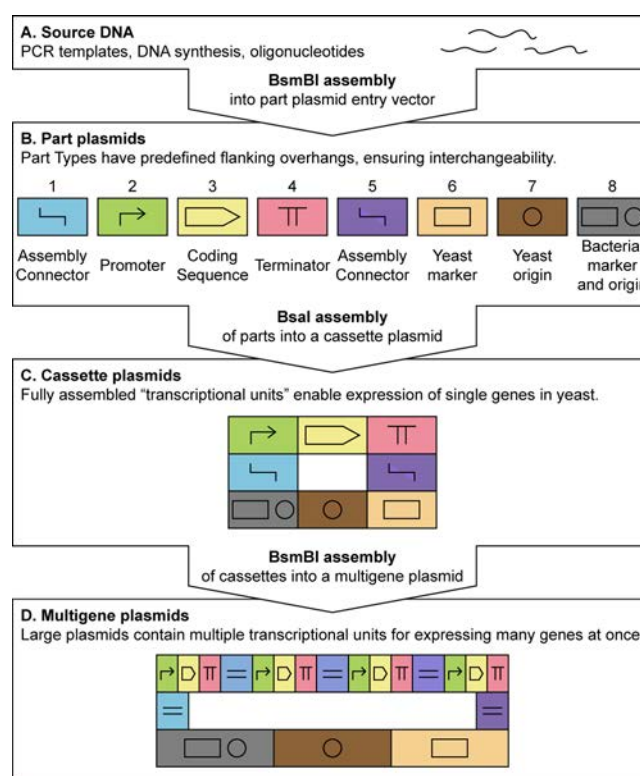 A. Source DNA
PCR templates, DNA synthesis, oligonucleotides
BsmBI assembly
into part plasmid entry vector
B. Part plasmids
Part Types have predefined flanking overhangs, ensuring interchangeability.
1 2 3 4 5 6 7 8
Assembly Connector
Promoter
Coding Sequence
Terminator
Assembly Connector
Yeast marker
Yeast origin
Bacterial marker and origin
BsaI assembly
of parts into a cassette plasmid
C. Cassette plasmids
Fully assembled “transcriptional units” enable expression of single genes in yeast.
BsmBI assembly
of cassettes into a multigene plasmid
D. Multigene plasmids
Large plasmids contain multiple transcriptional units for expressing many genes at once